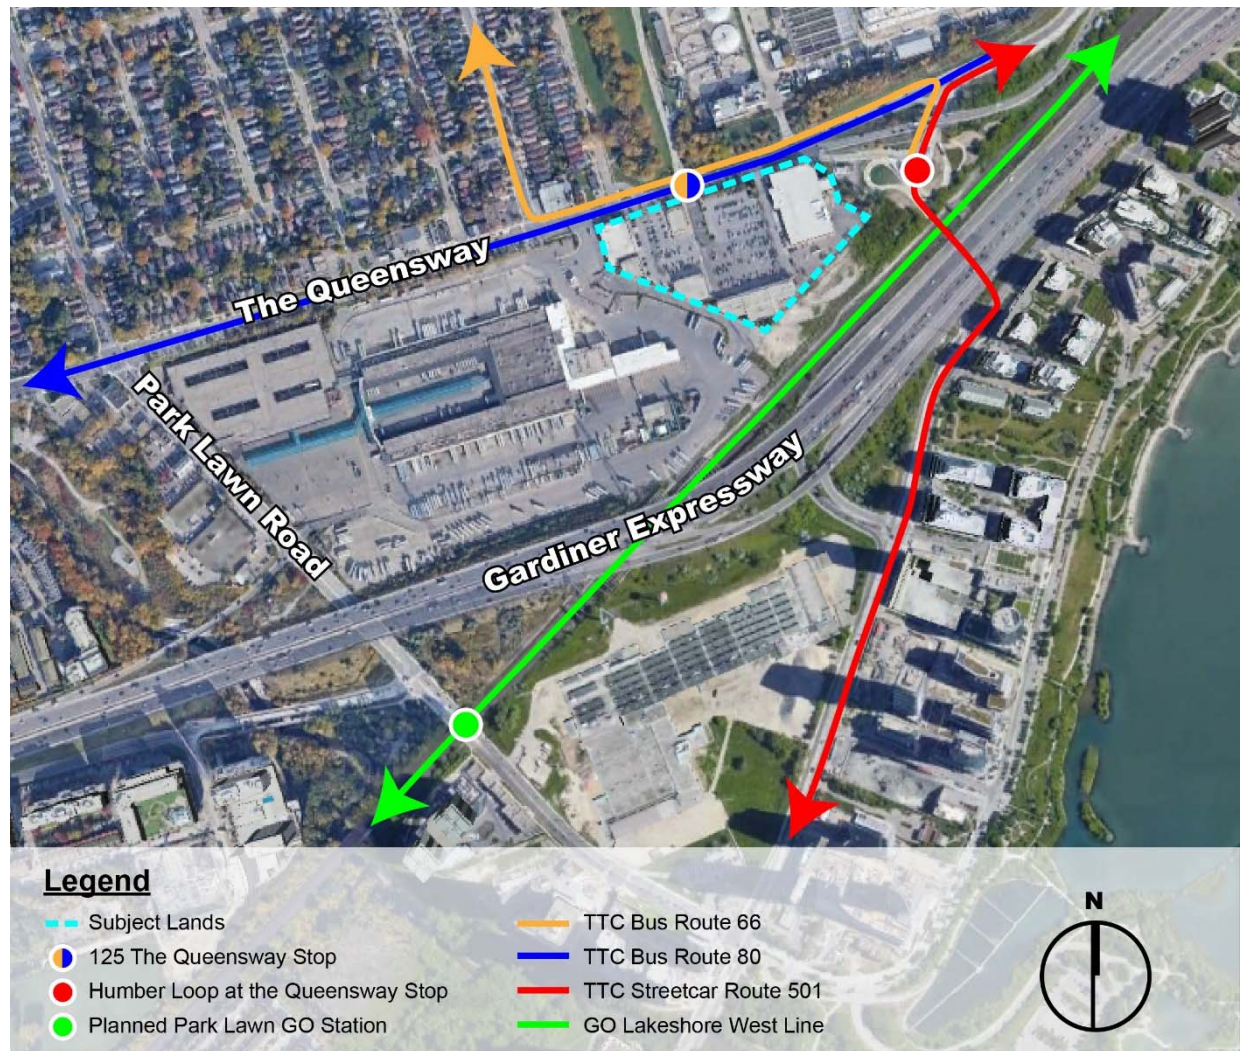 The Queensway
Park Lawn Road
Gardiner Expressway
Legend
Subject Lands
125 The Queensway Stop
Humber Loop at the Queensway Stop
Planned Park Lawn GO Station
TTC Bus Route 66
TTC Bus Route 80
TTC Streetcar Route 501
GO Lakeshore West Line
N